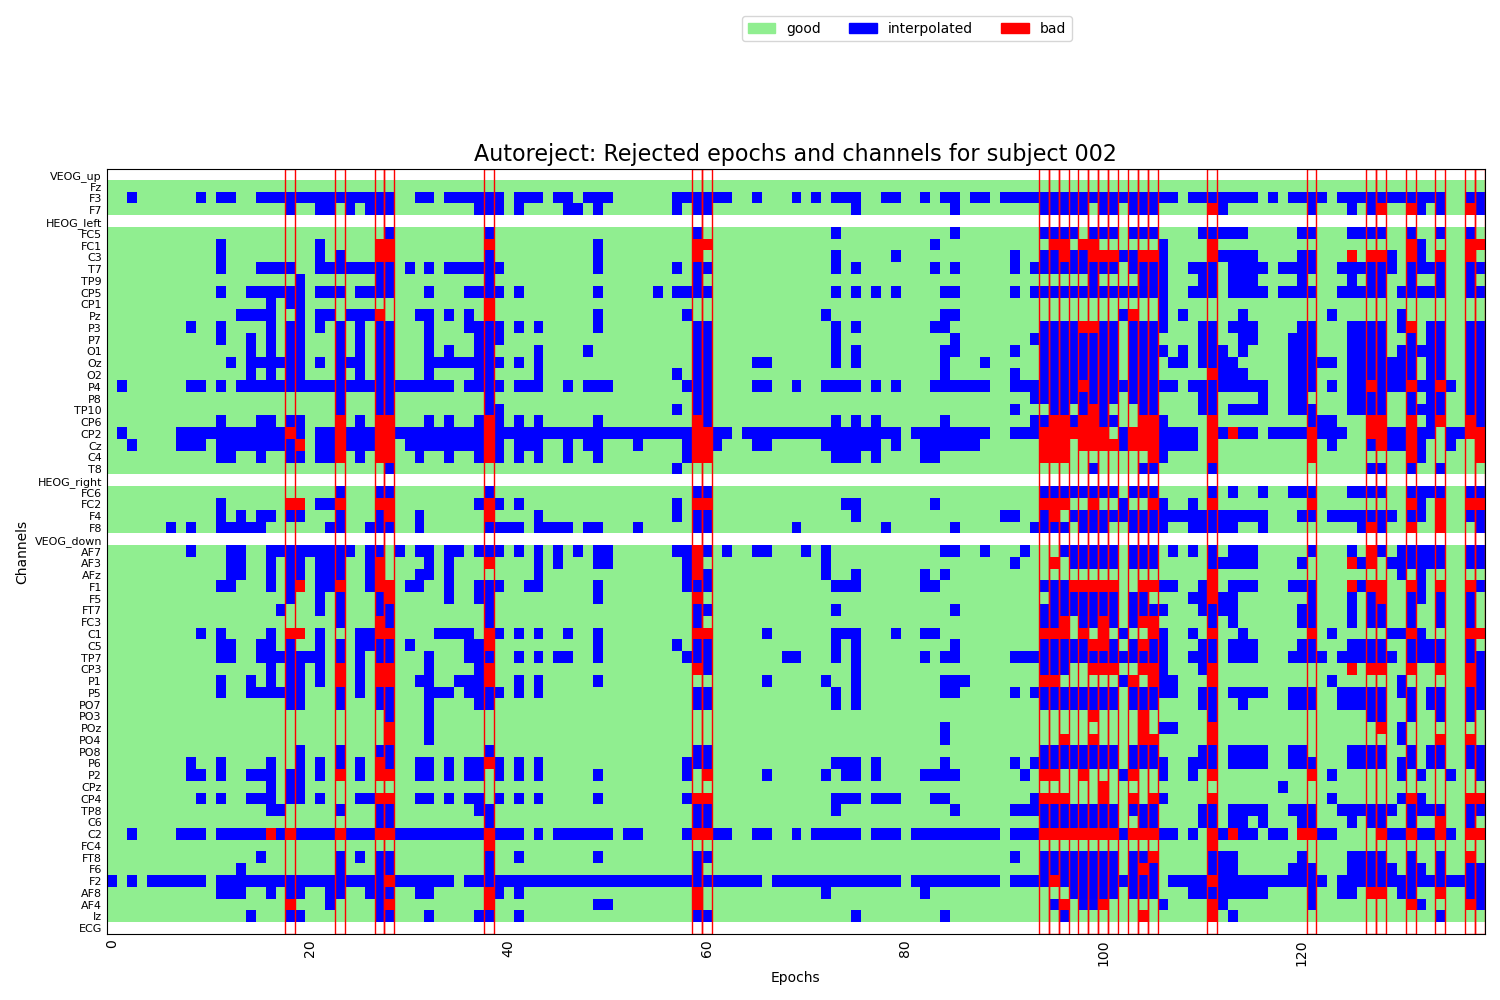 good interpolated bad
Autoreject: Rejected epochs and channels for subject 002
VEOG_up
Fz
F3
F7
HEOG_left
FC5
FC1
C3
T7
TP9
CP5
CP1
Pz
P3
P7
O1
Oz
O2
P4
P8
TP10
CP6
CP2
Cz
C4
T8
HEOG_right
FC6
FC2
F4
F8
VEOG_down
AF7
AF3
AFz
F1
F5
FT7
FC3
C1
C5
TP7
CP3
P1
P5
PO7
PO3
POz
PO4
PO8
P6
P2
CPz
CP4
TP8
C6
C2
FC4
FT8
F6
F2
AF8
AF4
Iz
ECG
Channels
0 20 40 60 80 100 120
Epochs